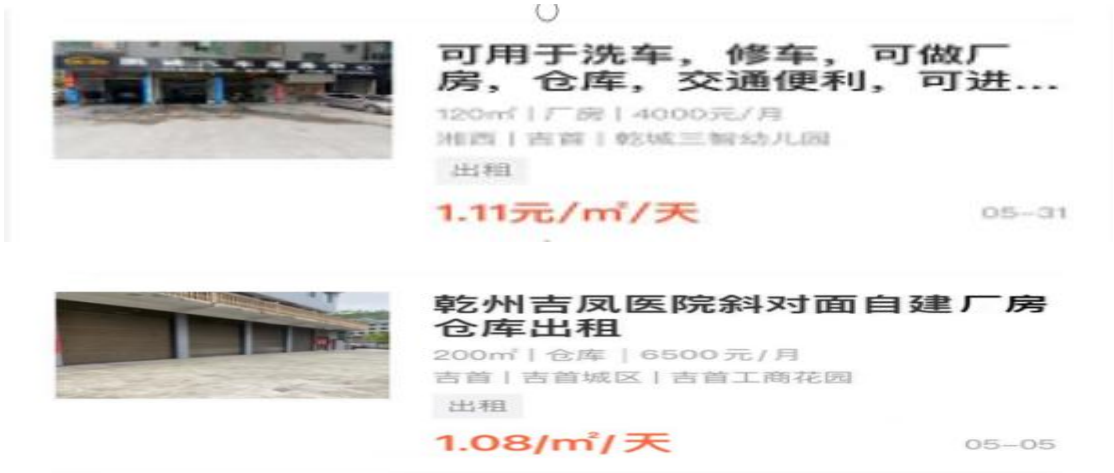 可用于洗车，修车，可做厂
房，仓库，交通便利，可进...
120㎡ | 厂房 | 4000元/月
湘西 | 吉首 | 乾城三智幼儿园
出租
1.11元/㎡/天
05-31
乾州吉凤医院斜对面自建厂房
仓库出租
200㎡ | 仓库 | 6500元/月
吉首 | 吉首城区 | 吉首工商花园
出租
1.08/㎡/天
05-05